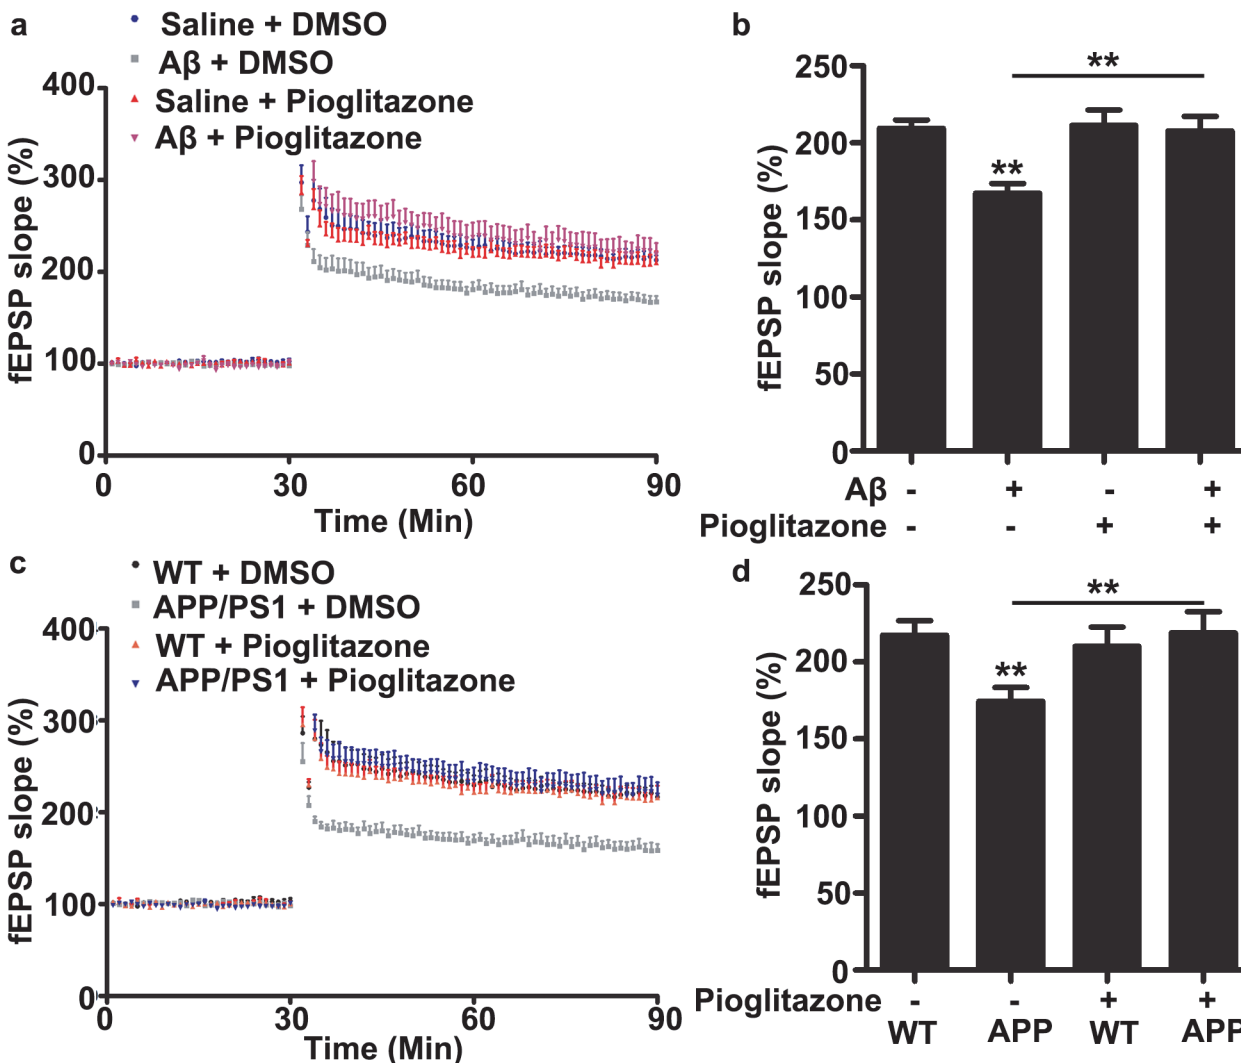 a
Saline + DMSO
Aβ + DMSO
Saline + Pioglitazone
Aβ + Pioglitazone
fEPSP slope (%)
400
300
200
100
0
0 30 60 90
Time (Min)
b
fEPSP slope (%)
250
200
150
100
50
0
**
**
Aβ - + - +
Pioglitazone - - + +
c
WT + DMSO
APP/PS1 + DMSO
WT + Pioglitazone
APP/PS1 + Pioglitazone
fEPSP slope (%)
400
300
200
100
0
0 30 60 90
Time (Min)
d
fEPSP slope (%)
250
200
150
100
50
0
**
**
Pioglitazone - - + +
WT APP WT APP